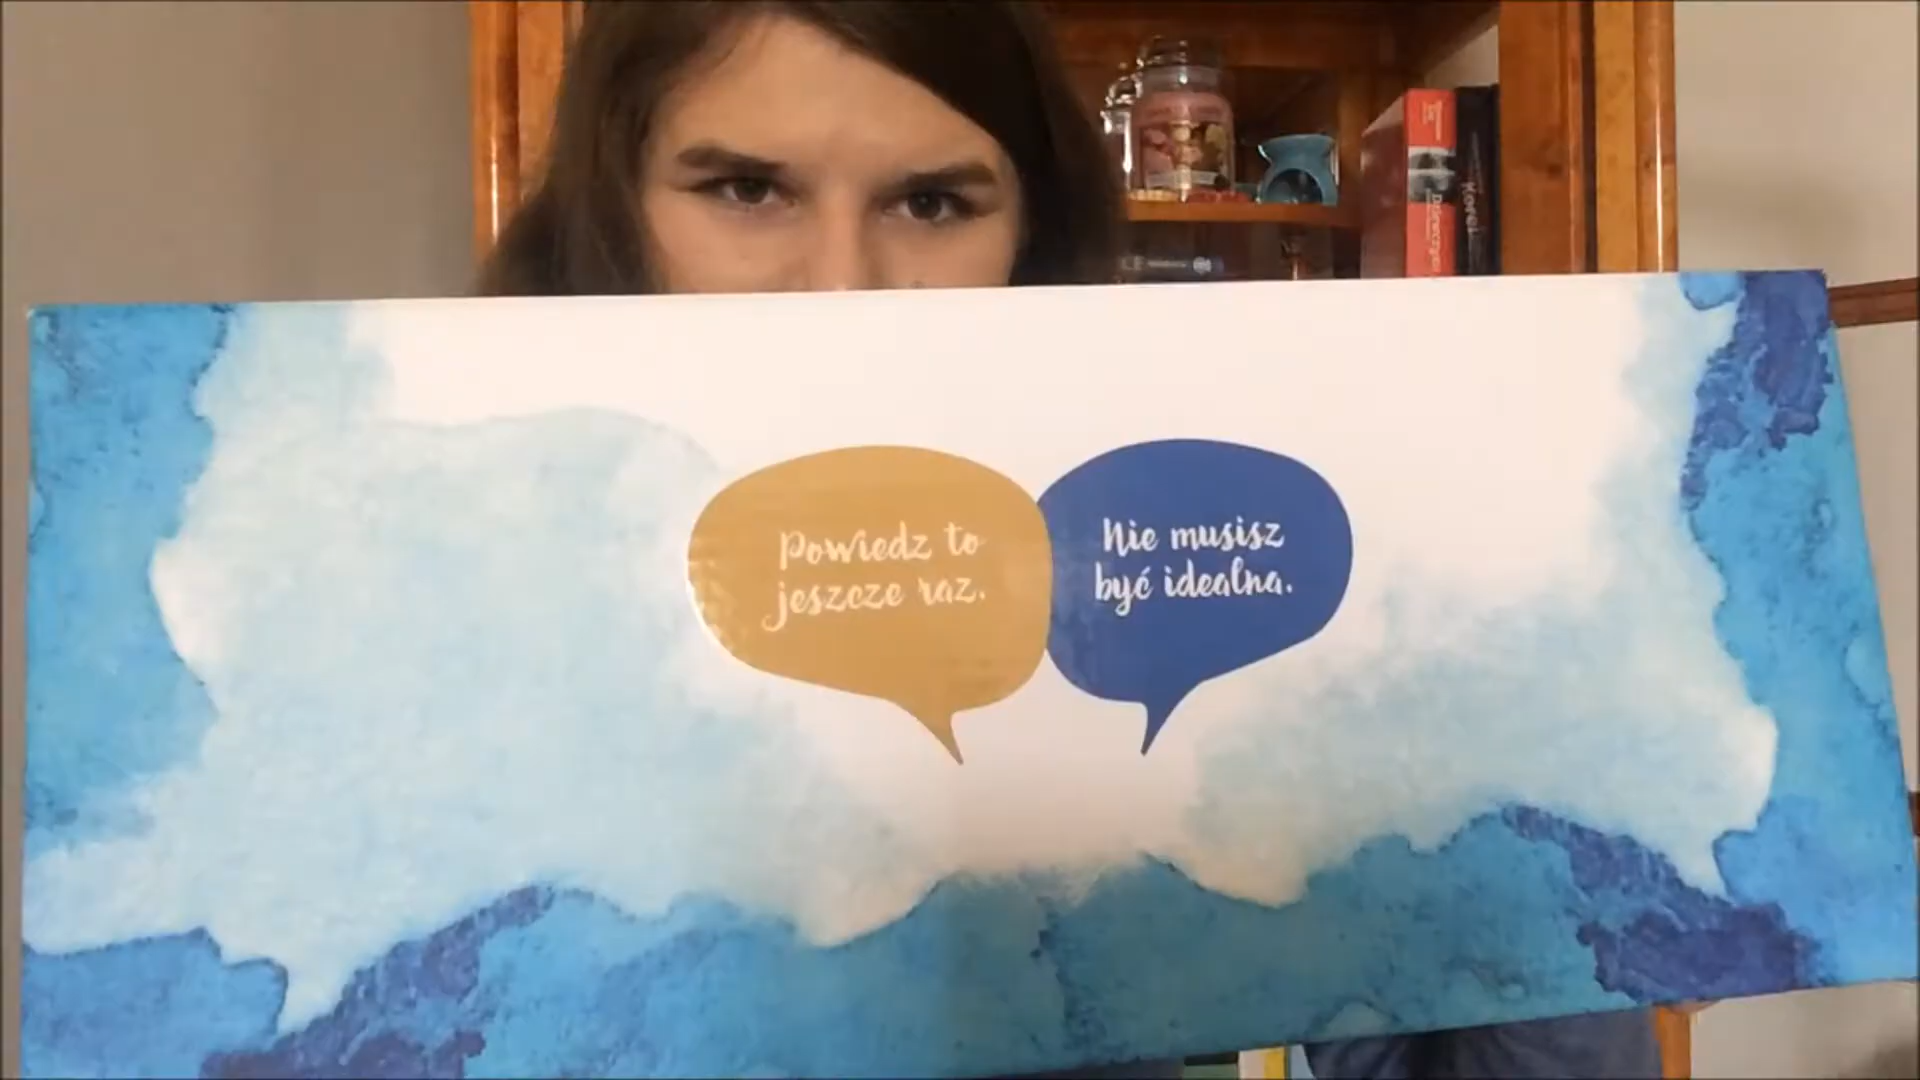 Powiedz to
jeszcze raz.
Nie musisz
być idealna.